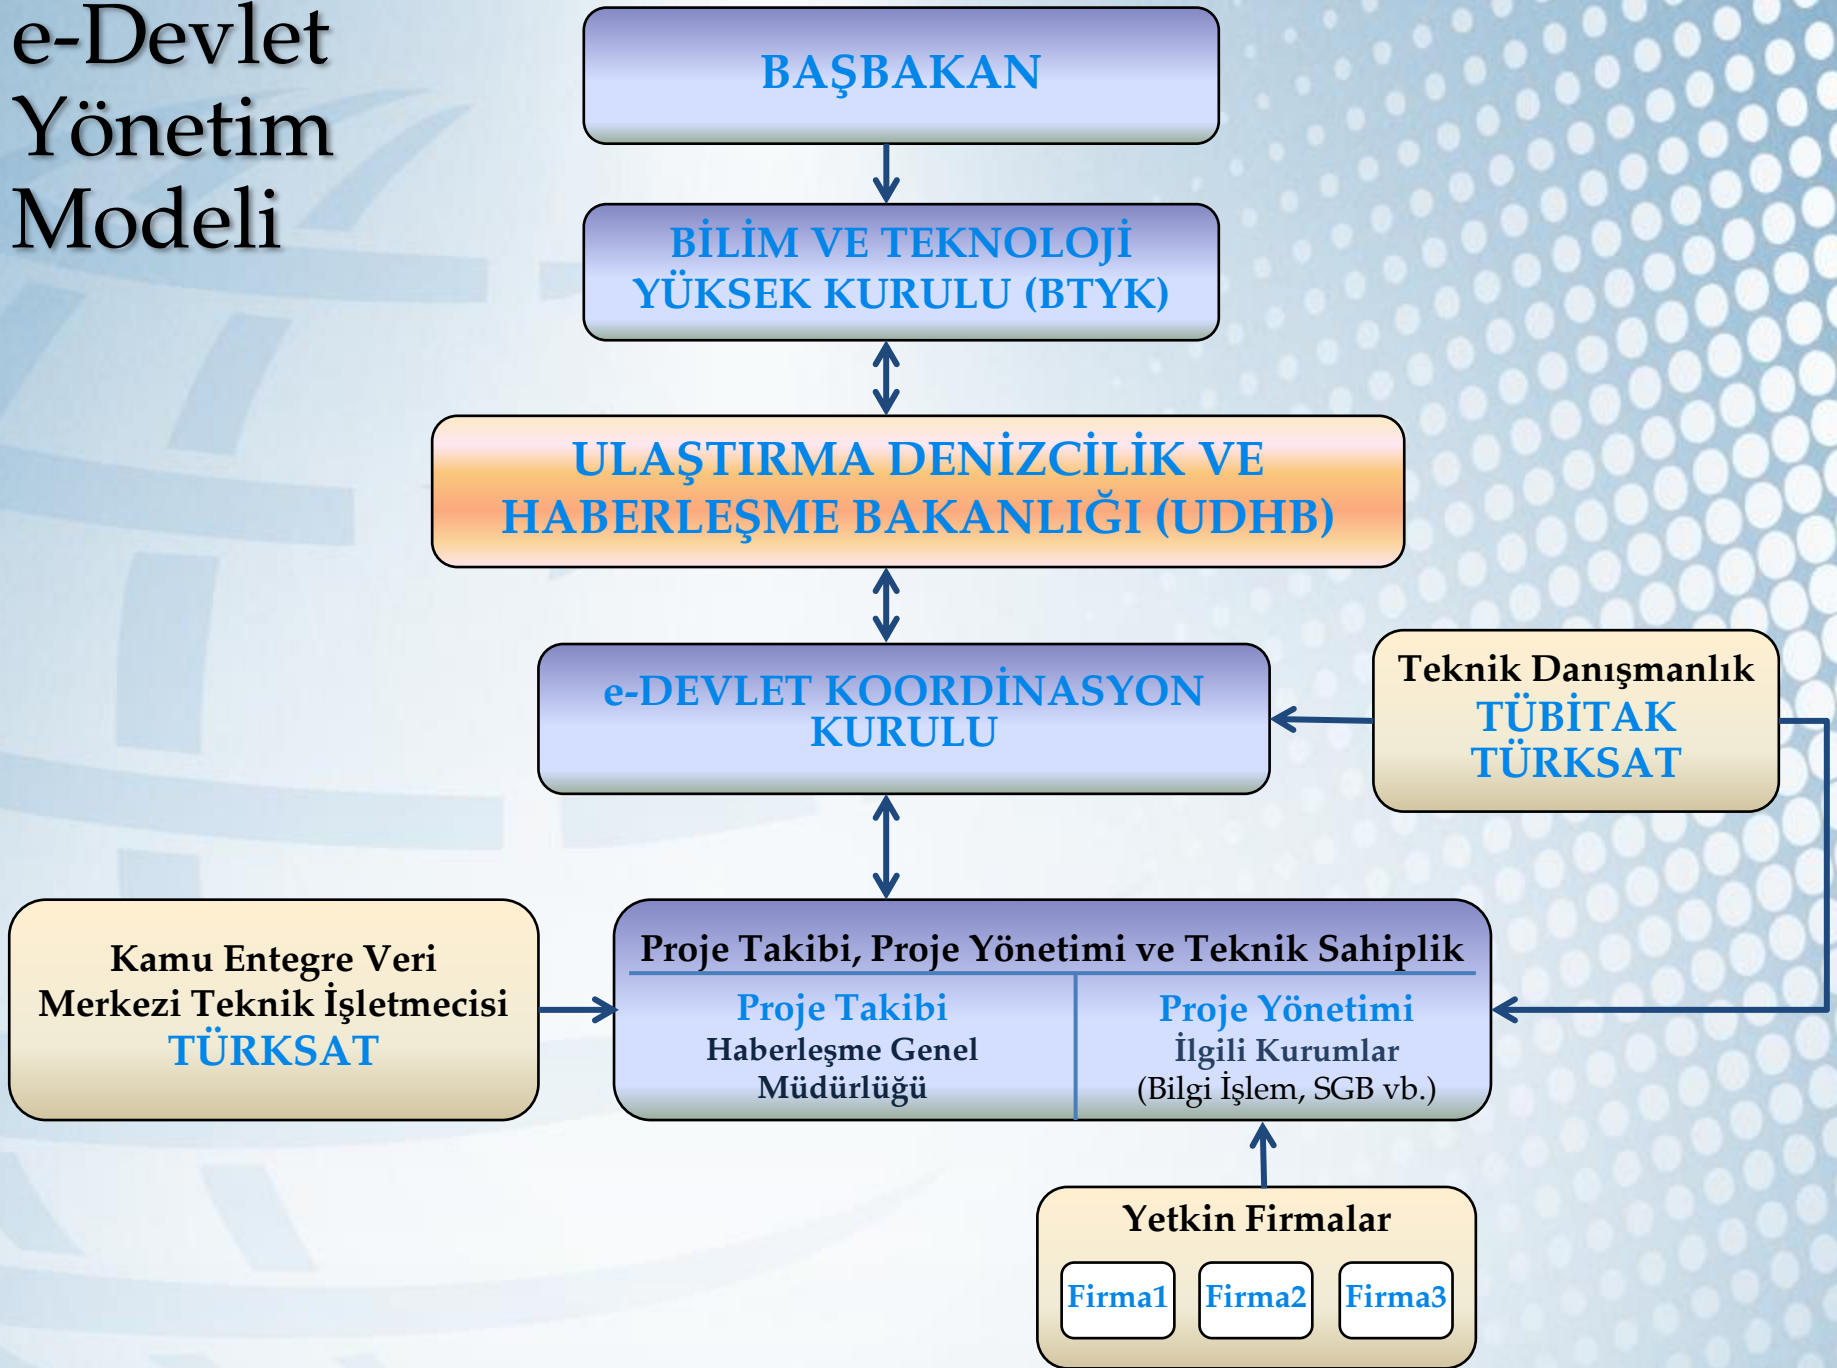 e-Devlet
Yönetim
Modeli
BAŞBAKAN
BİLİM VE TEKNOLOJİ
YÜKSEK KURULU (BTYK)
ULAŞTIRMA DENİZCİLİK VE
HABERLEŞME BAKANLIĞI (UDHB)
e-DEVLET KOORDİNASYON
KURULU
Teknik Danışmanlık
TÜBİTAK
TÜRKSAT
Kamu Entegre Veri
Merkezi Teknik İşletmecisi
TÜRKSAT
Proje Takibi, Proje Yönetimi ve Teknik Sahiplik
Proje Takibi
Haberleşme Genel
Müdürlüğü
Proje Yönetimi
İlgili Kurumlar
(Bilgi İşlem, SGB vb.)
Yetkin Firmalar
Firma1
Firma2
Firma3